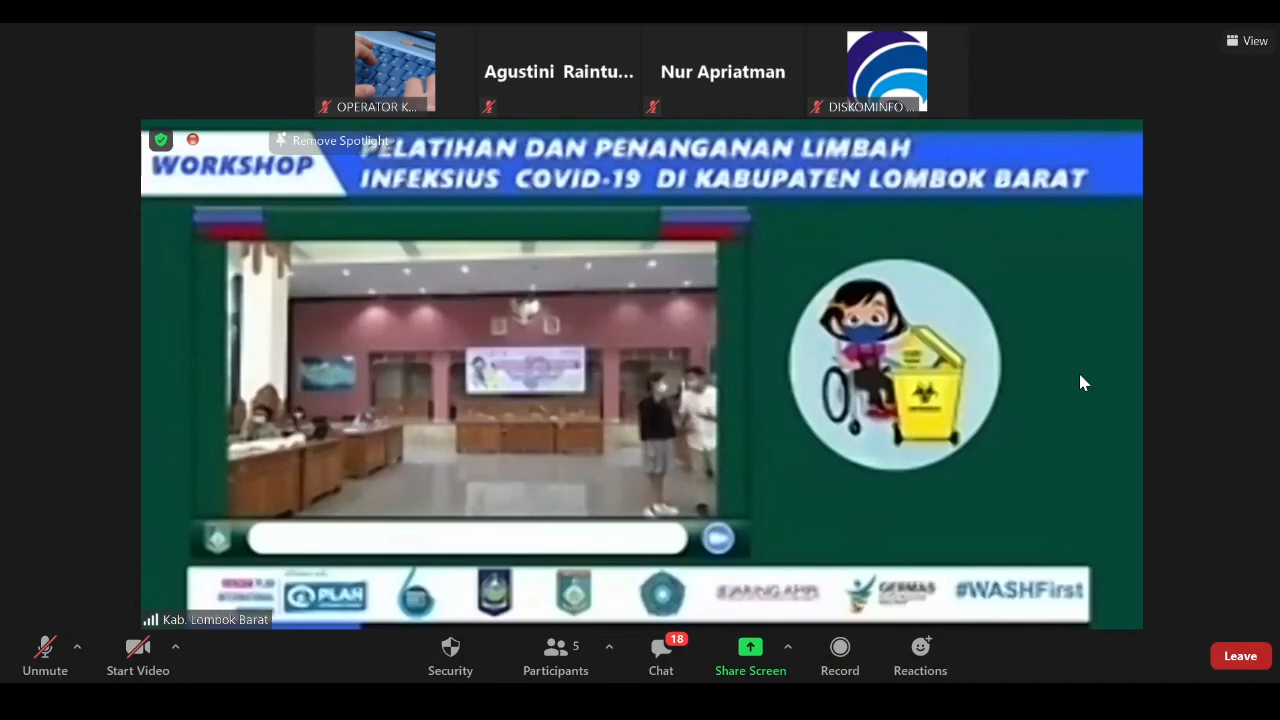 View
OPERATOR K...
Agustini Raintu...
Nur Apriatman
DISKOMINFO ...
Remove Spotlight
WORKSHOP
PELATIHAN DAN PENANGANAN LIMBAH
INFEKSIUS COVID-19 DI KABUPATEN LOMBOK BARAT
PLAN
GERMAS
#WASHFirst
Kab. Lombok Barat
Unmute
Start Video
Security
5
Participants
18
Chat
Share Screen
Record
Reactions
Leave